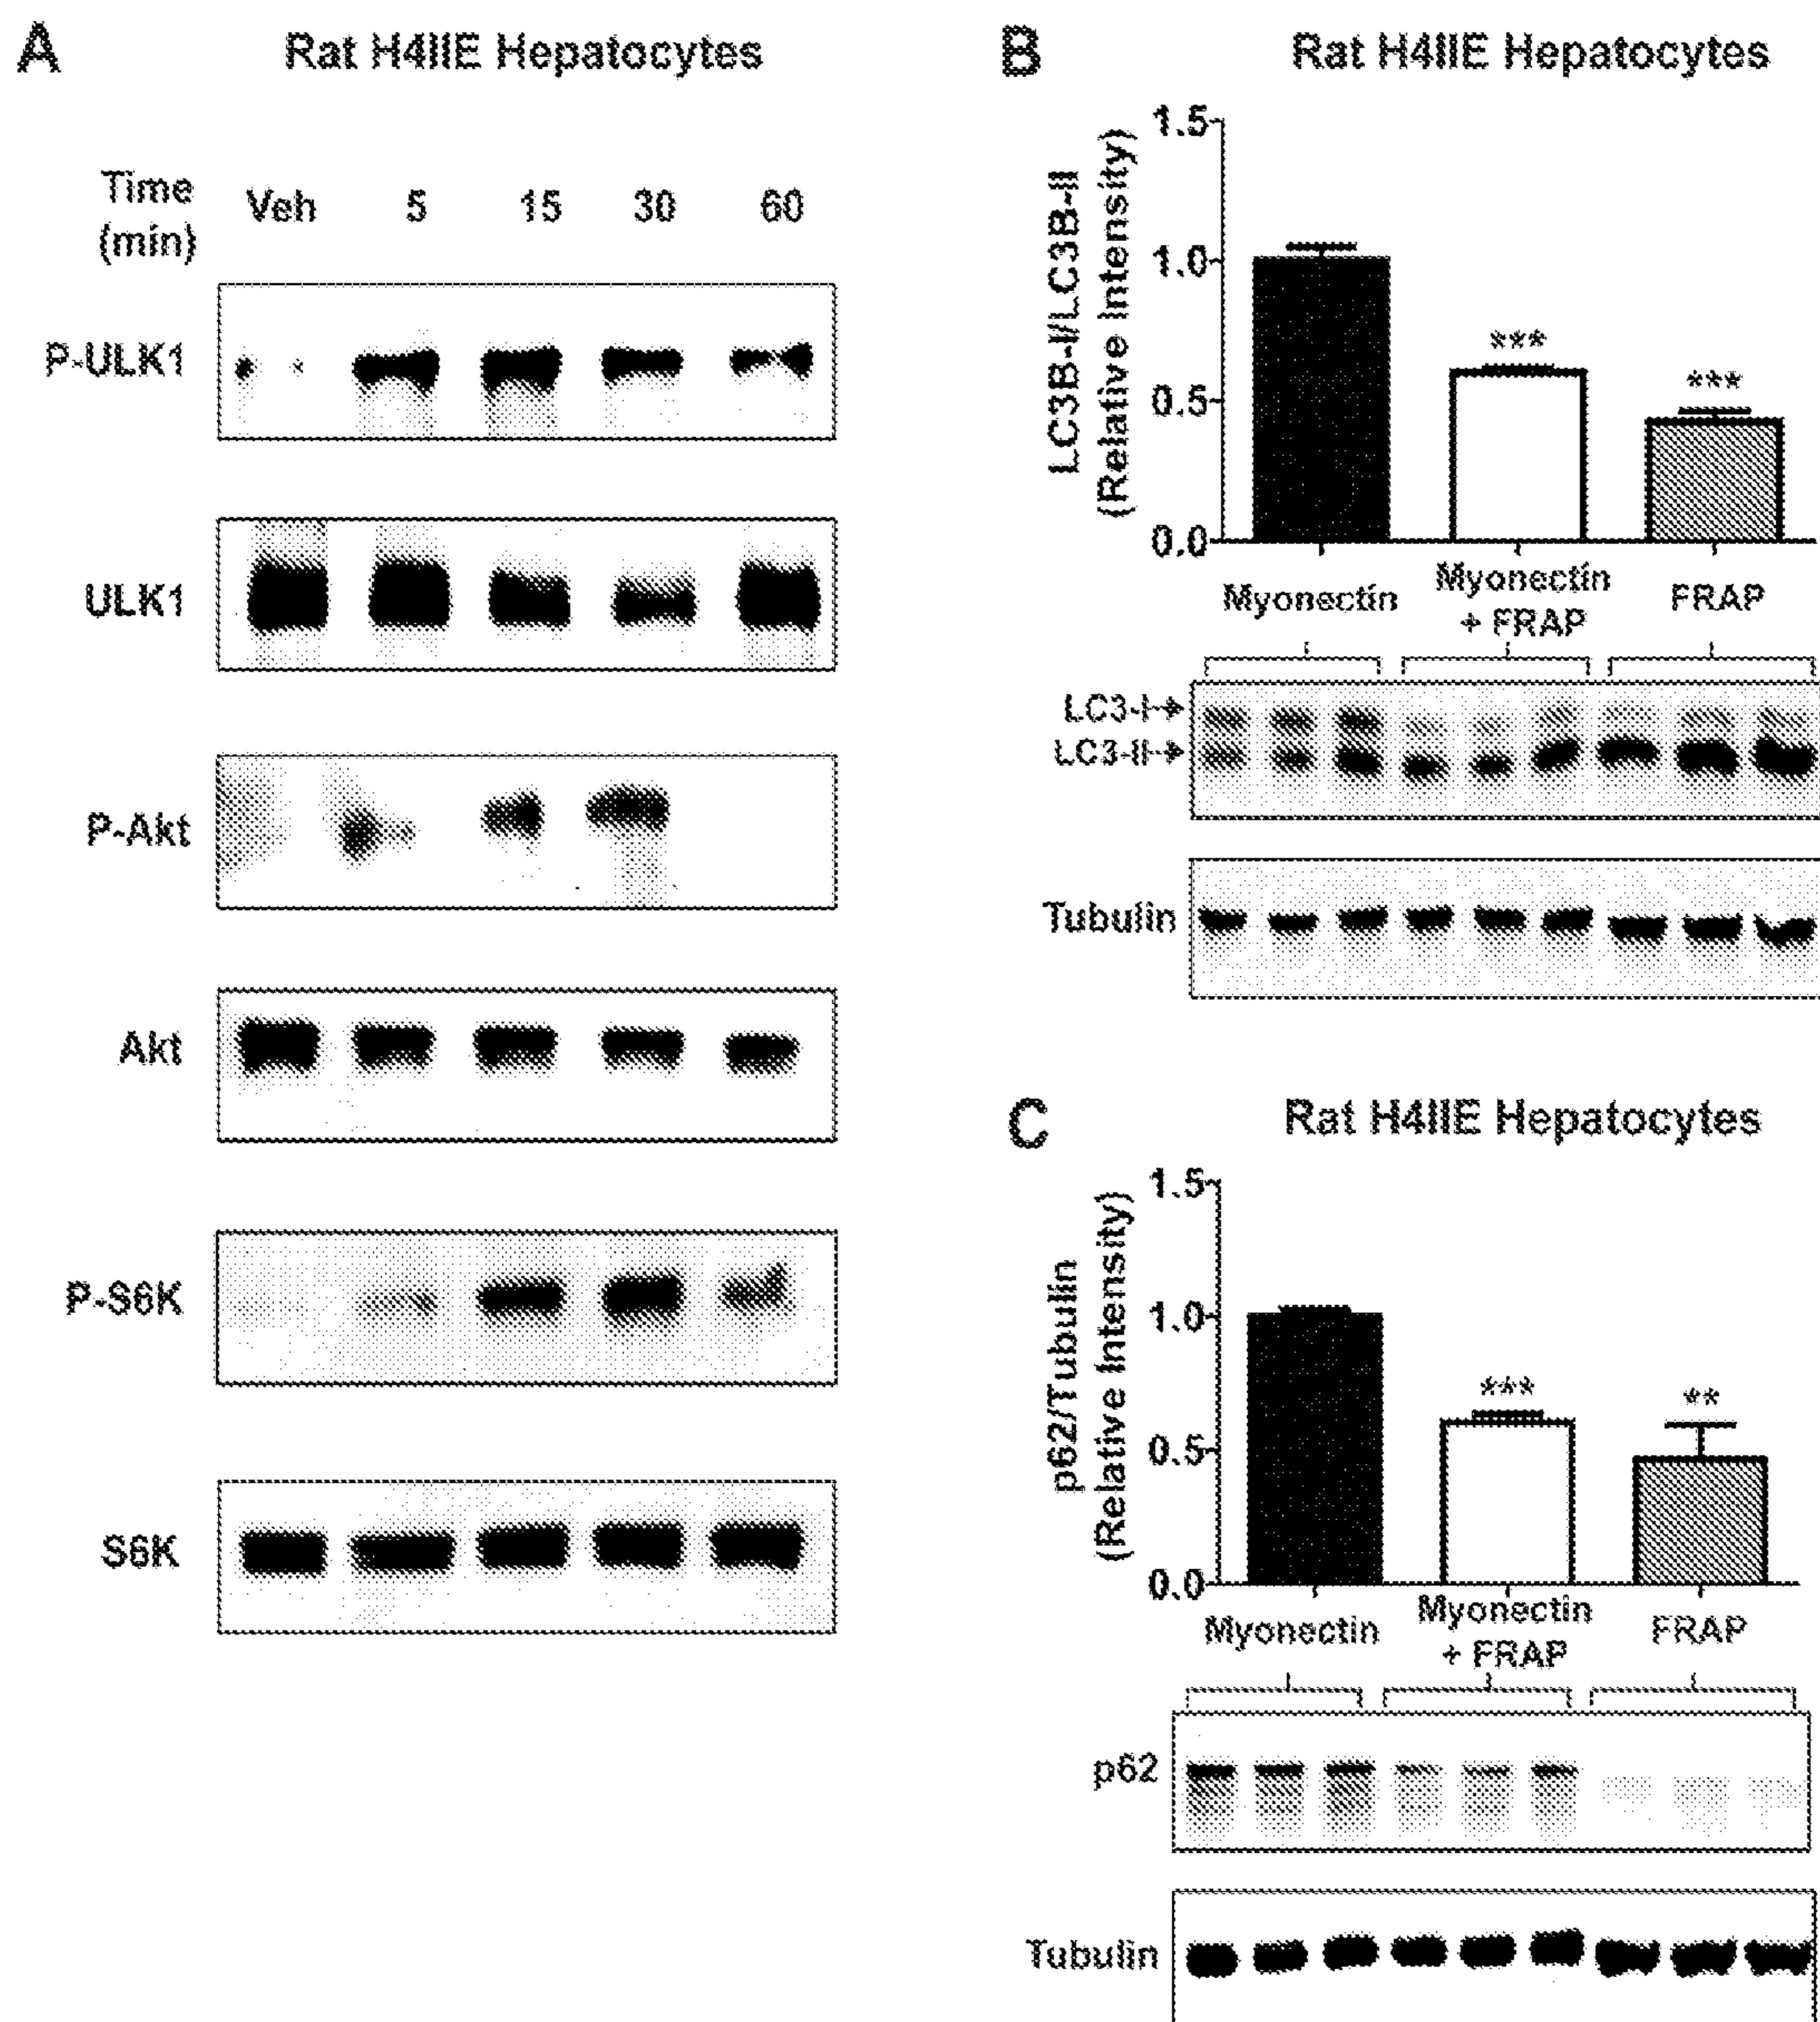 A
Rat H4IIE Hepatocytes
Time
(min)
Veh 5 15 30 60
P-ULK1
ULK1
P-Akt
Akt
P-S6K
S6K
B
Rat H4IIE Hepatocytes
LC3B-I/LC3B-II
(Relative Intensity)
1.5
1.0
0.5
0.0
***
***
Myonectin
Myonectin
+ FRAP
FRAP
LC3-I
LC3-II
Tubulin
C
Rat H4IIE Hepatocytes
p62/Tubulin
(Relative Intensity)
1.5
1.0
0.5
0.0
***
**
Myonectin
Myonectin
+ FRAP
FRAP
p62
Tubulin